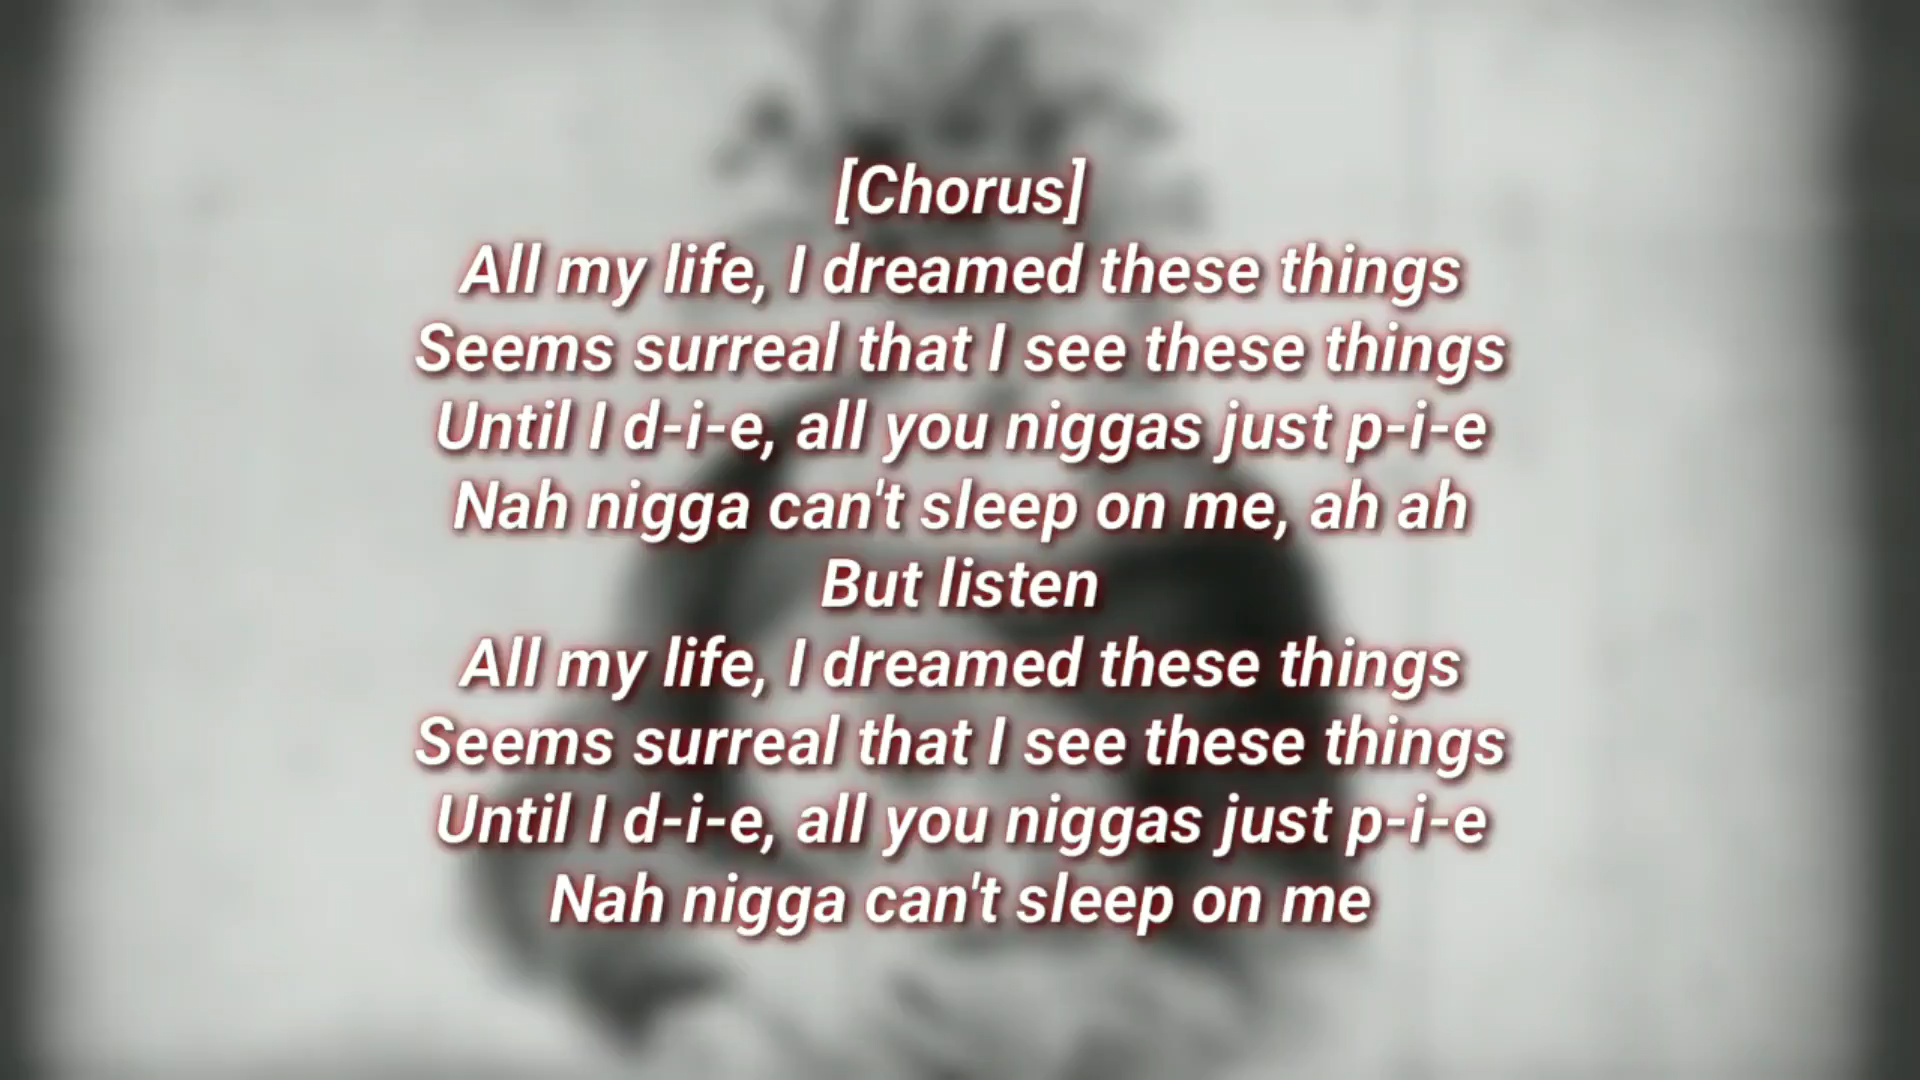 [Chorus]
All my life, I dreamed these things
Seems surreal that I see these things
Until I d-i-e, all you niggas just p-i-e
Nah nigga can't sleep on me, ah ah
But listen
All my life, I dreamed these things
Seems surreal that I see these things
Until I d-i-e, all you niggas just p-i-e
Nah nigga can't sleep on me